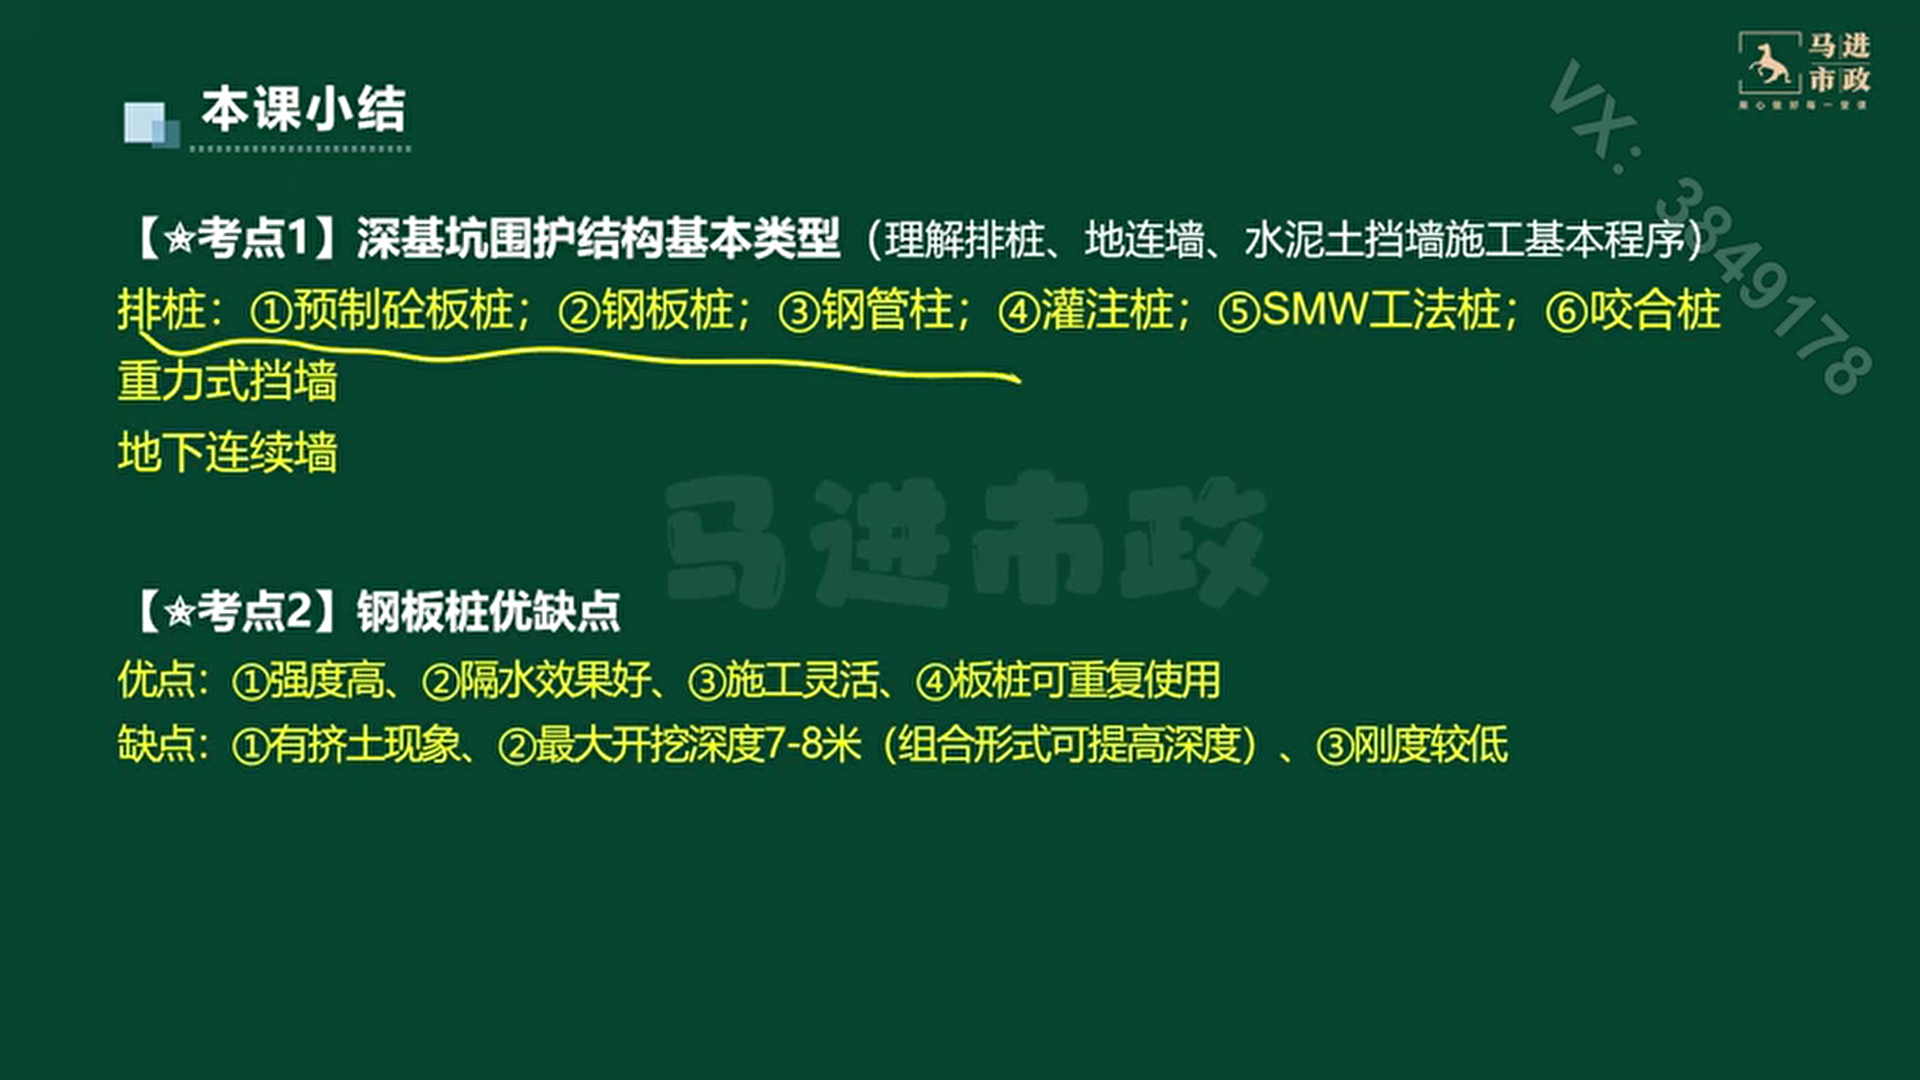 马进
市政
用心做好每一堂课
VX: 3849178
本课小结
【☆考点1】深基坑围护结构基本类型（理解排桩、地连墙、水泥土挡墙施工基本程序）
排桩：①预制砼板桩；②钢板桩；③钢管柱；④灌注桩；⑤SMW工法桩；⑥咬合桩
重力式挡墙
地下连续墙
马进市政
【☆考点2】钢板桩优缺点
优点：①强度高、②隔水效果好、③施工灵活、④板桩可重复使用
缺点：①有挤土现象、②最大开挖深度7-8米（组合形式可提高深度）、③刚度较低